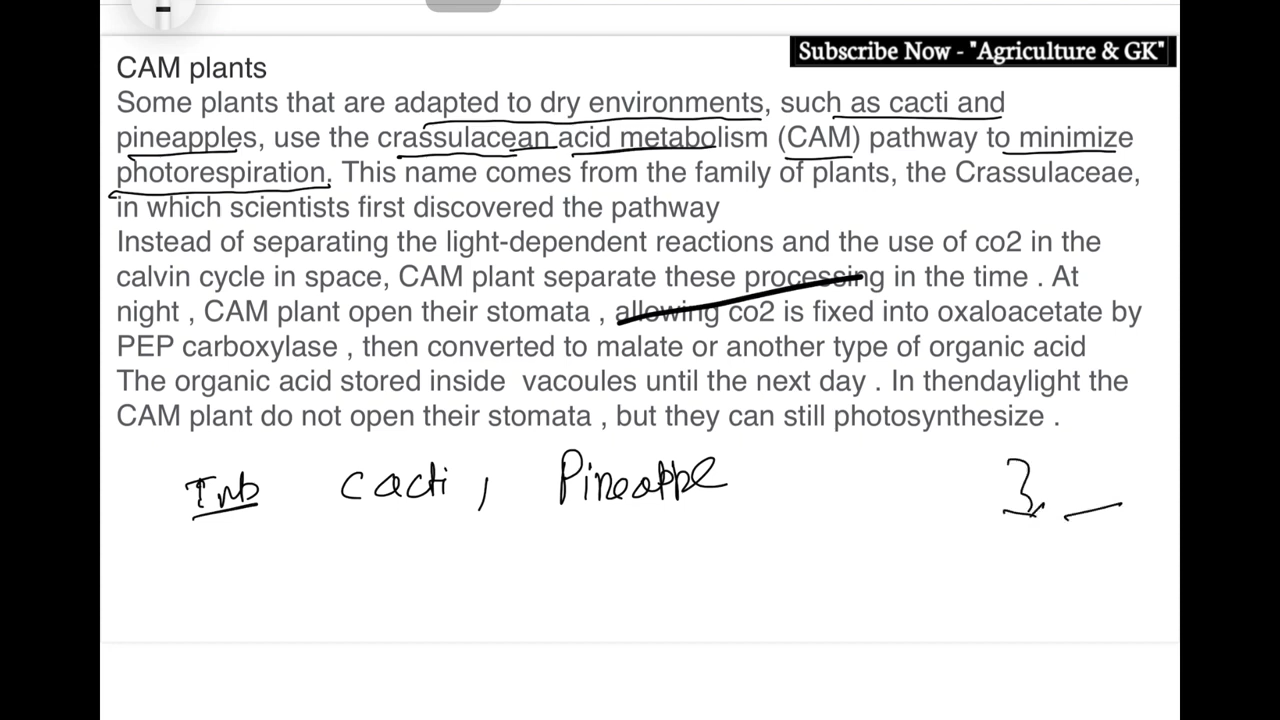 Subscribe Now - "Agriculture & GK"
CAM plants
Some plants that are adapted to dry environments, such as cacti and
pineapples, use the crassulacean acid metabolism (CAM) pathway to minimize
photorespiration. This name comes from the family of plants, the Crassulaceae,
in which scientists first discovered the pathway
Instead of separating the light-dependent reactions and the use of co2 in the
calvin cycle in space, CAM plant separate these processing in the time . At
night , CAM plant open their stomata , allowing co2 is fixed into oxaloacetate by
PEP carboxylase , then converted to malate or another type of organic acid
The organic acid stored inside vacoules until the next day . In thendaylight the
CAM plant do not open their stomata , but they can still photosynthesize .
cacti , Pineapple 3.